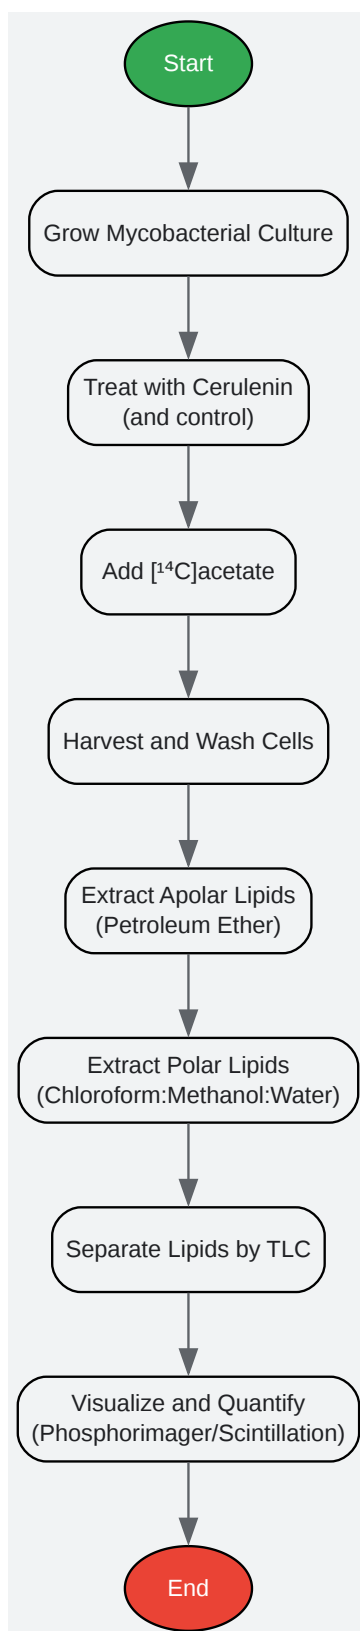 Start
Grow Mycobacterial Culture
Treat with Cerulenin
(and control)
Add [¹⁴C]acetate
Harvest and Wash Cells
Extract Apolar Lipids
(Petroleum Ether)
Extract Polar Lipids
(Chloroform:Methanol:Water)
Separate Lipids by TLC
Visualize and Quantify
(Phosphorimager/Scintillation)
End